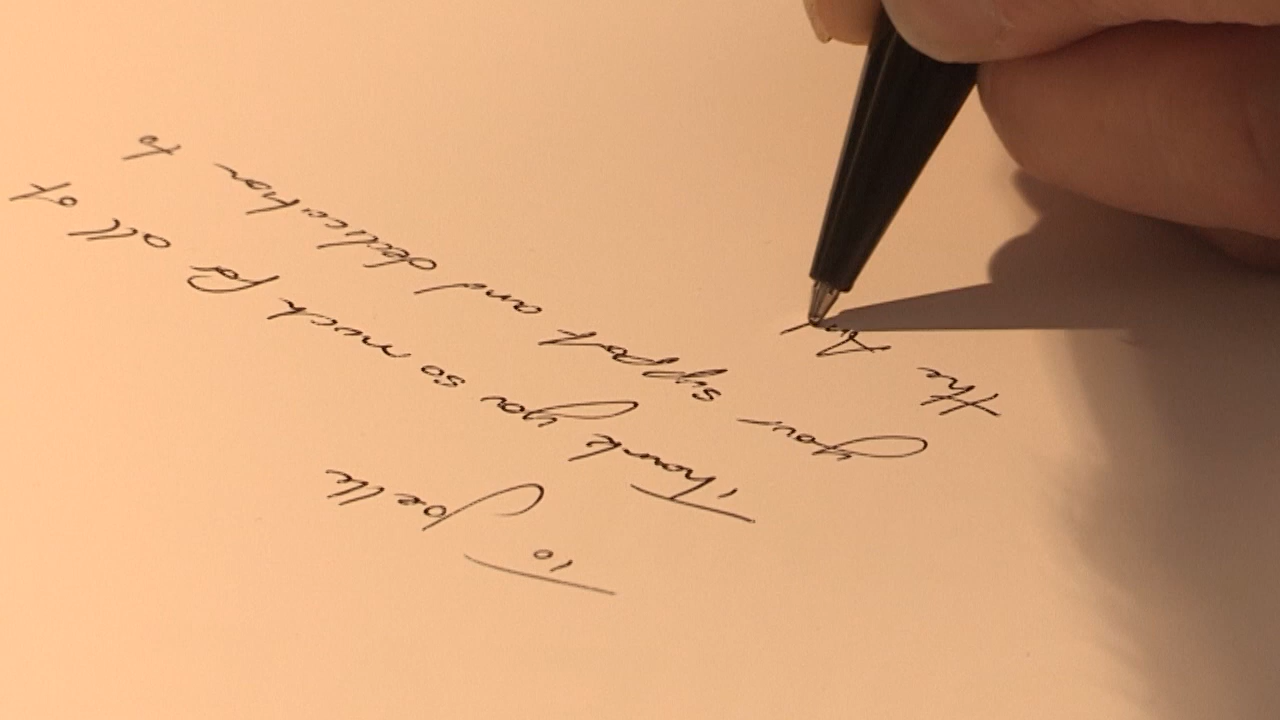 To Joelle
Thank you so much for all of
your support and dedication to
the